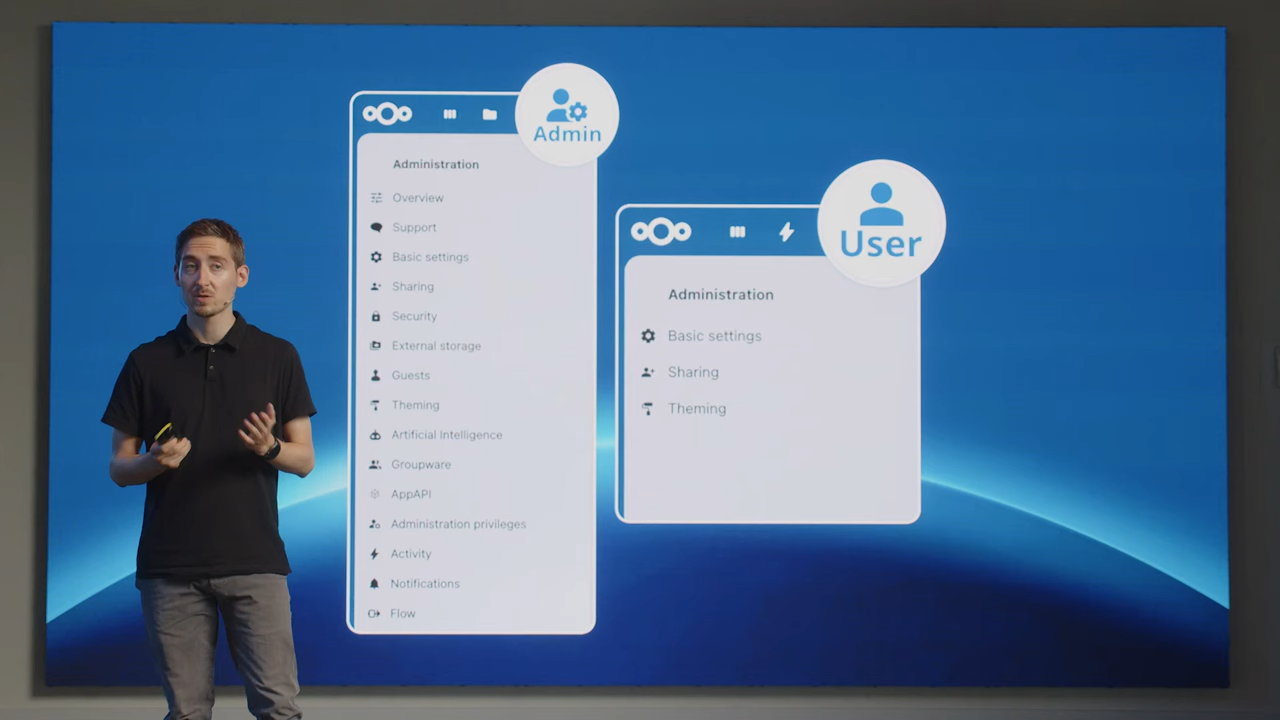 Admin
Administration
Overview
Support
Basic settings
Sharing
Security
External storage
Guests
Theming
Artificial Intelligence
Groupware
AppAPI
Administration privileges
Activity
Notifications
Flow
User
Administration
Basic settings
Sharing
Theming